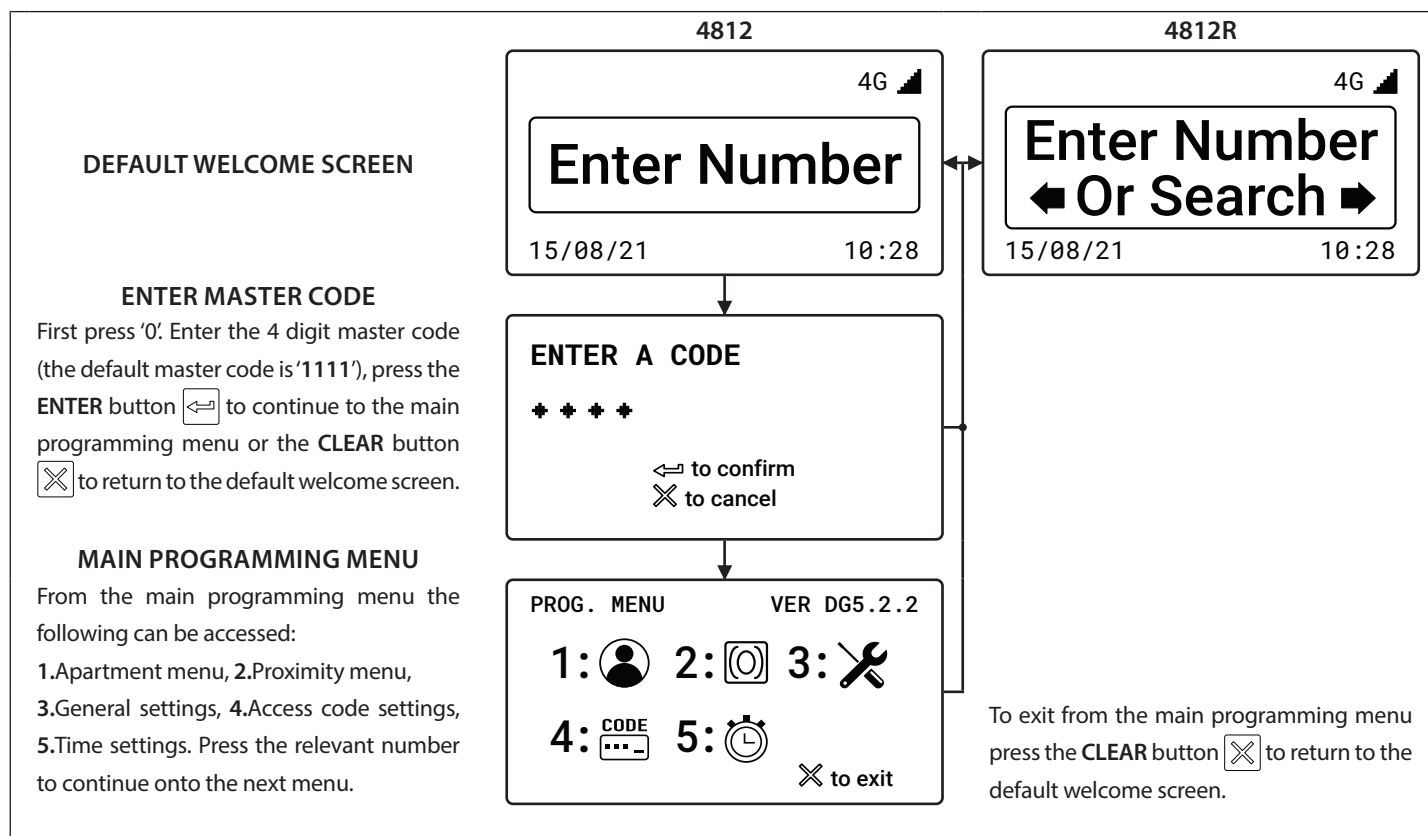 4812
4812R
DEFAULT WELCOME SCREEN
4G
Enter Number
15/08/21 10:28
4G
Enter Number
Or Search
15/08/21 10:28
ENTER MASTER CODE
First press ‘0’. Enter the 4 digit master code
(the default master code is ‘1111’), press the
ENTER button to continue to the main
programming menu or the CLEAR button
to return to the default welcome screen.
ENTER A CODE
to confirm
to cancel
MAIN PROGRAMMING MENU
From the main programming menu the
following can be accessed:
1.Apartment menu, 2.Proximity menu,
3.General settings, 4.Access code settings,
5.Time settings. Press the relevant number
to continue onto the next menu.
PROG. MENU VER DG5.2.2
1: 2: 3:
4: CODE 5:
to exit
To exit from the main programming menu
press the CLEAR button to return to the
default welcome screen.